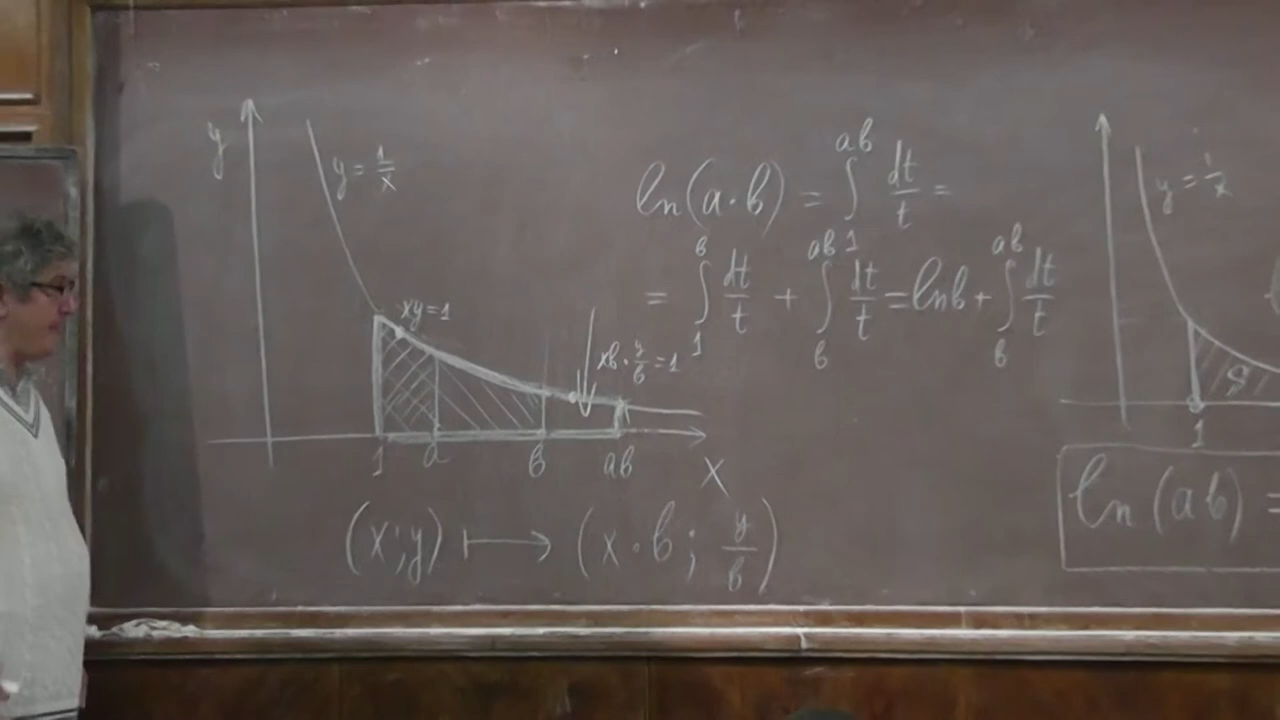 y
y = 1/x
xy = 1
xb · y/b = 1
1 a b ab
x
(x; y) ⟼ (x · b; y/b)
ln(a · b) = ∫₁^{ab} dt/t =
= ∫₁^b dt/t + ∫_b^{ab} dt/t = ln b + ∫_b^{ab} dt/t
y = 1/x
S
1
ln (ab) =